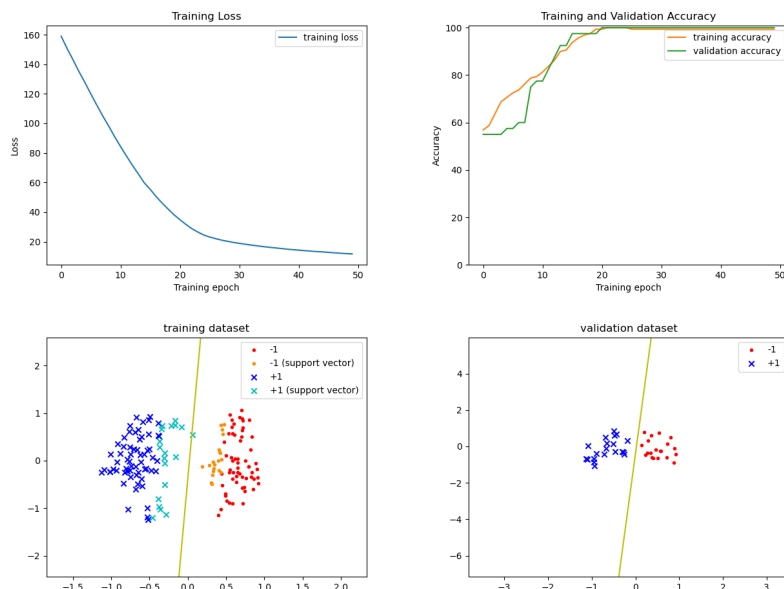 Training Loss
160
140
120
100
80
60
40
20
0 10 20 30 40 50
Loss
Training epoch
training loss
Training and Validation Accuracy
100
80
60
40
20
0
0 10 20 30 40 50
Accuracy
Training epoch
training accuracy
validation accuracy
training dataset
2
1
0
−1
−2
−1.5 −1.0 −0.5 0.0 0.5 1.0 1.5 2.0
-1
-1 (support vector)
+1
+1 (support vector)
validation dataset
4
2
0
−2
−4
−6
−3 −2 −1 0 1 2 3
-1
+1